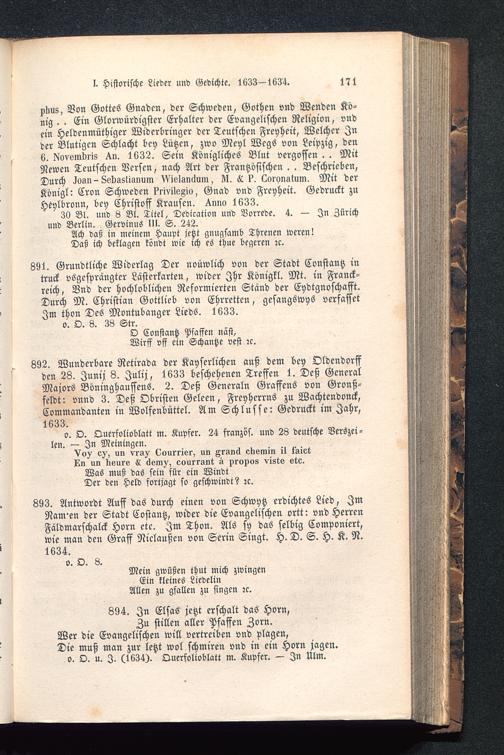 I. Historische Lieder und Gedichte. 1633—1634. 171
phus, Von Gottes Gnaden, der Schweden, Gothen vnd Wenden Kö-
nig . . Ein Glorwürdigster Erhalter der Evangelischen Religion, vnd
ein Heldenmüthiger Widerbringer der Teutschen Freyheit, Welcher In
der Blutigen Schlacht bey Lützen, zwo Meyl Wegs von Leipzig, den
6. Novembris An. 1632. Sein Königliches Blut vergossen . . Mit
Newen Teutschen Versen, nach Art der Frantzösischen . . Beschrieben,
Durch Joan-Sebastianum Wielandum, M. & P. Coronatum. Mit der
Königl: Cron Schweden Privilegio, Gnad vnd Freyheit. Gedruckt zu
Heylbronn, bey Christoff Krausen. Anno 1633.
30 Bl. und 8 Bl. Titel, Dedication und Vorrede. 4. — In Zürich
und Berlin. Gervinus III. S. 242.
Ach daß in meinem Haupt jetzt gnugsamb Threnen weren!
Daß ich beklagen köndt wie ich es thue begeren ꝛc.
891. Grundtliche Widerlag Der noüwlich von der Stadt Constantz in
truck vsgesprängter Lästerkarten, wider Ihr Königkl. Mt. in Franck-
reich, Vnd der hochloblichen Reformierten Ständ der Eydtgnoschafft.
Durch M. Christian Gottlieb von Ehrretten, gesangswys verfasset
Im thon Des Montubanger Lieds. 1633.
o. O. 8. 38 Str.
O Constantz Pfaffen näst,
Wirff vff ein Schantze vest ꝛc.
892. Wunderbare Retirada der Kayserlichen auß dem bey Oldendorff
den 28. Junij 8. Julij, 1633 beschehenen Treffen 1. Deß General
Majors Böninghaussens. 2. Deß Generaln Graffens von Gronß-
feldt: vnnd 3. Deß Obristen Geleen, Freyherrns zu Wachtendonck,
Commandanten in Wolfenbüttel. Am Schlusse: Gedruckt im Jahr,
1633.
o. O. Querfolioblatt m. Kupfer. 24 französ. und 28 deutsche Verszei-
len. — In Meiningen.
Voy cy, un vray Courrier, un grand chemin il faict
En un heure & demy, courrant à propos viste etc.
Was muß das sein für ein Windt
Der den Held fortjagt so geschwindt? ꝛc.
893. Antwordt Auff das durch einen von Schwytz erdichtes Lied, Im
Namen der Stadt Costantz, wider die Evangelischen ortt: vnd Herren
Fäldmarschalck Horn etc. Im Thon. Als sy das selbig Componiert,
wie man den Graff Niclaußen von Serin Singt. H. D. S. H. K. N.
1634.
o. O. 8.
Mein gwüßen thut mich zwingen
Ein kleines Liedelin
Allen zu gfallen zu singen ꝛc.
894. In Elsas jetzt erschalt das Horn,
Zu stillen aller Pfaffen Zorn.
Wer die Evangelischen will vertreiben vnd plagen,
Die muß man zur letzt wol schmiren vnd in ein Horn jagen.
o. O. u. J. (1634). Querfolioblatt m. Kupfer. — In Ulm.